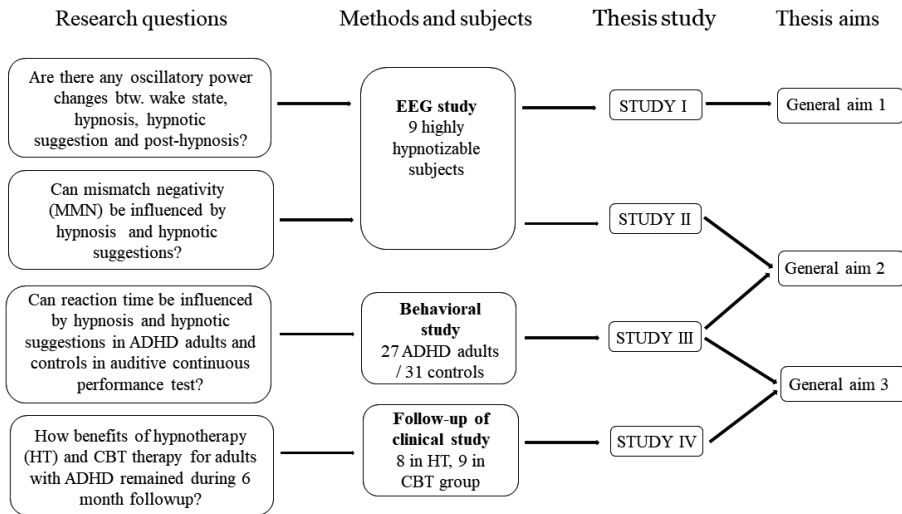 Research questions
Methods and subjects
Thesis study
Thesis aims
Are there any oscillatory power
changes btw. wake state,
hypnosis, hypnotic
suggestion and post-hypnosis?
EEG study
9 highly
hypnotizable
subjects
STUDY I
General aim 1
Can mismatch negativity
(MMN) be influenced by
hypnosis and hypnotic
suggestions?
STUDY II
General aim 2
Can reaction time be influenced
by hypnosis and hypnotic
suggestions in ADHD adults and
controls in auditive continuous
performance test?
Behavioral
study
27 ADHD adults
/ 31 controls
STUDY III
General aim 3
How benefits of hypnotherapy
(HT) and CBT therapy for adults
with ADHD remained during 6
month followup?
Follow-up of
clinical study
8 in HT, 9 in
CBT group
STUDY IV